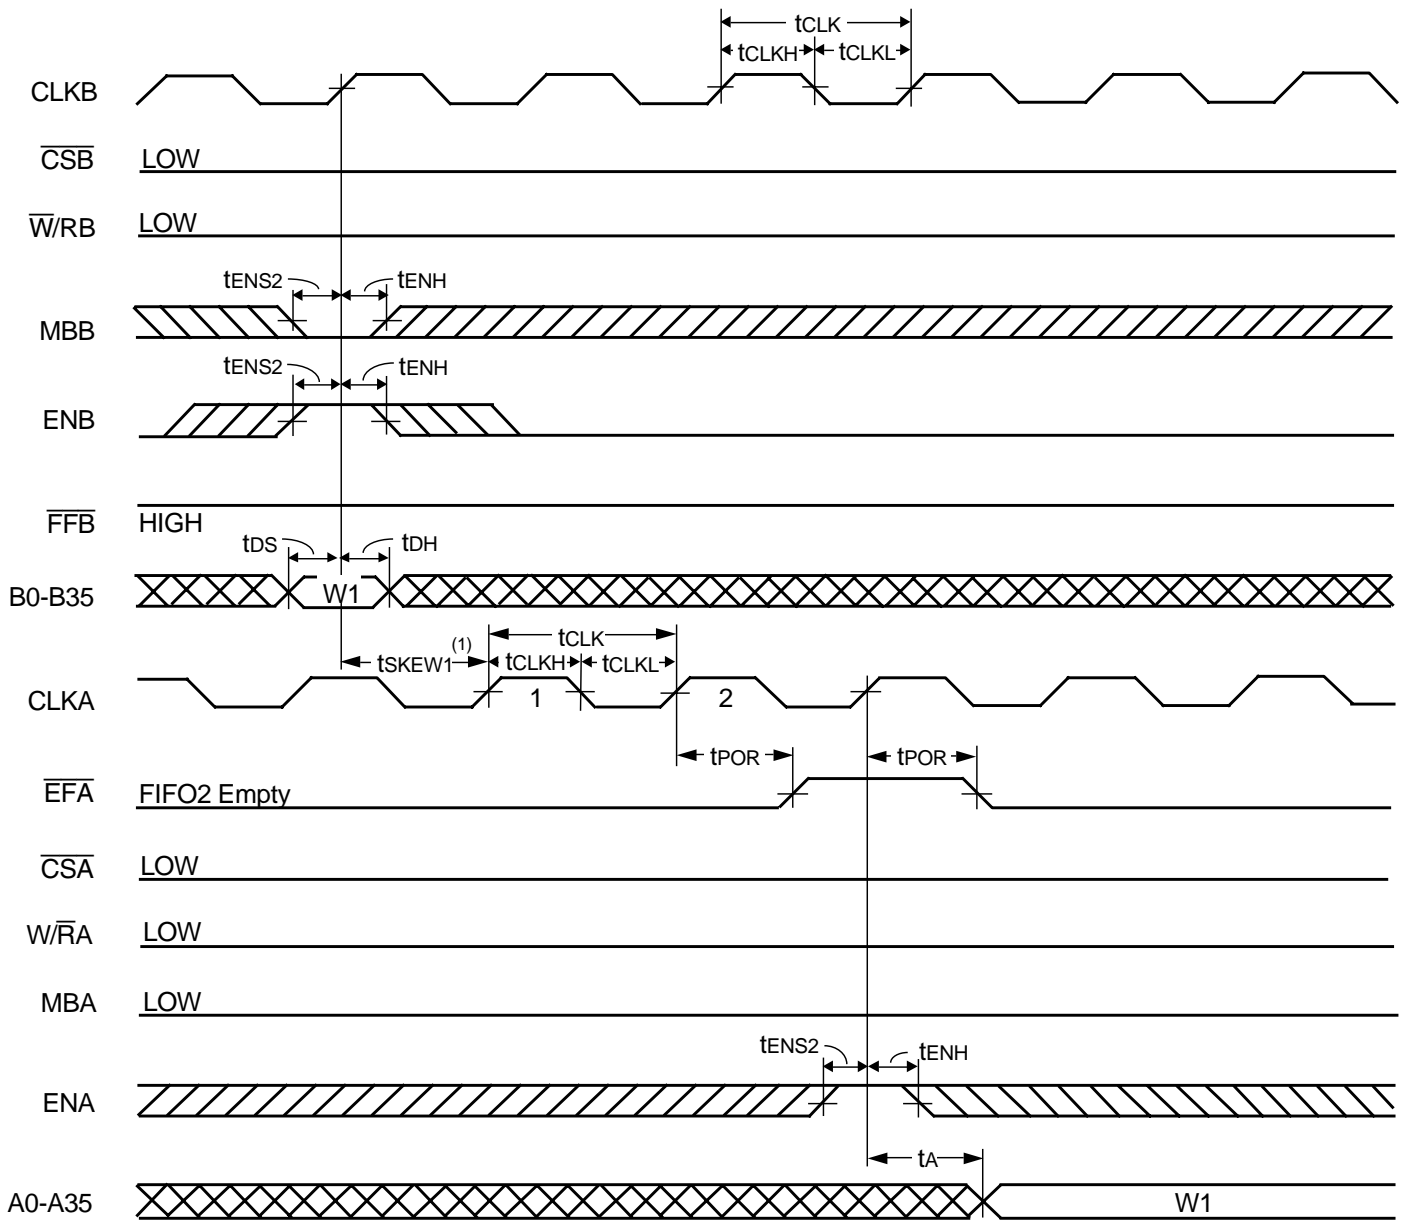 tCLK
tCLKH tCLKL
CLKB
CSB LOW
W/RB LOW
tENS2 tENH
MBB
tENS2 tENH
ENB
FFB HIGH
tDS tDH
B0-B35 W1
tSKEW1 (1) tCLK
tCLKH tCLKL
CLKA 1 2
tPOR tPOR
EFA FIFO2 Empty
CSA LOW
W/RA LOW
MBA LOW
tENS2 tENH
ENA
tA
A0-A35 W1